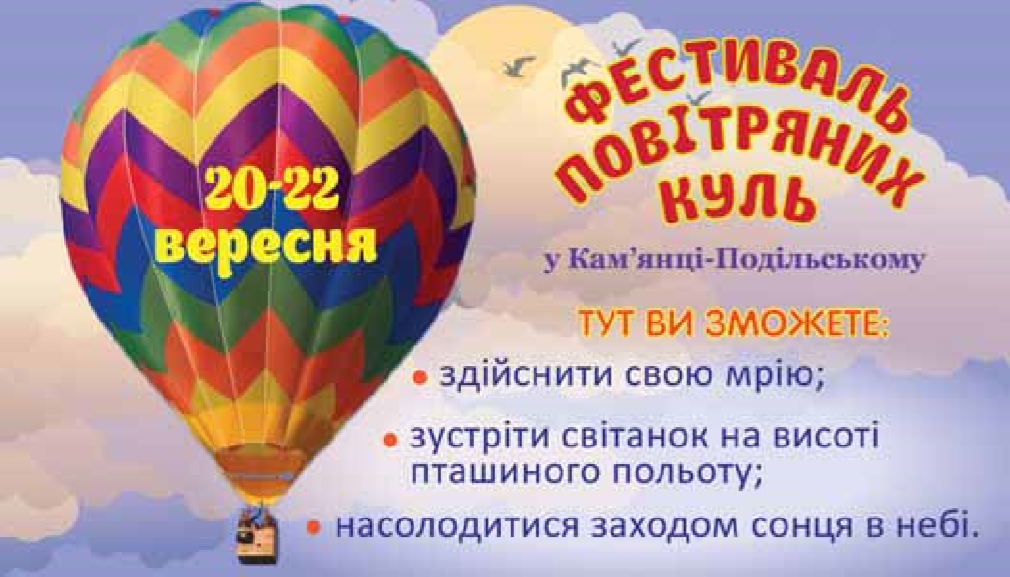 20-22
вересня
ФЕСТИВАЛЬ
ПОВІТРЯНИХ
КУЛЬ
у Кам’янці-Подільському
ТУТ ВИ ЗМОЖЕТЕ:
• здійснити свою мрію;
• зустріти світанок на висоті
пташиного польоту;
• насолодитися заходом сонця в небі.